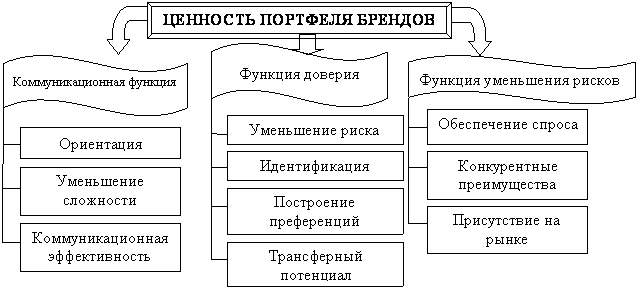 ЦЕННОСТЬ ПОРТФЕЛЯ БРЕНДОВ
Коммуникационная функция
Ориентация
Уменьшение
сложности
Коммуникационная
эффективность
Функция доверия
Уменьшение риска
Идентификация
Построение
преференций
Трансферный
потенциал
Функция уменьшения рисков
Обеспечение спроса
Конкурентные
преимущества
Присутствие на
рынке